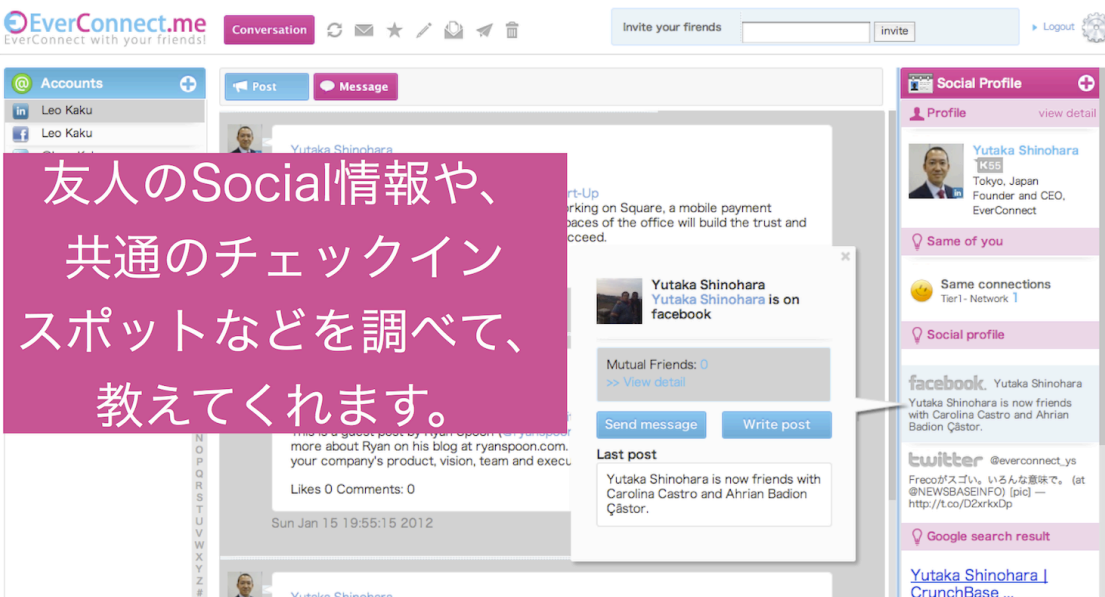 EverConnect.me
EverConnect with your friends!
Conversation
Invite your firends
invite
Logout
Accounts
Leo Kaku
Leo Kaku
Post
Message
Yutaka Shinohara
友人のSocial情報や、
共通のチェックイン
スポットなどを調べて、
教えてくれます。
rt-Up
rking on Square, a mobile payment
paces of the office will build the trust and
cceed.
This is a guest post by Ryan Spoon (@ryanspoon
more about Ryan on his blog at ryanspoon.com.
your company's product, vision, team and execu
Likes 0 Comments: 0
Sun Jan 15 19:55:15 2012
Yutaka Shinohara
N
O
P
Q
R
S
T
U
V
W
X
Y
Z
#
Yutaka Shinohara
Yutaka Shinohara is on
facebook
Mutual Friends: 0
>> View detail
Send message
Write post
Last post
Yutaka Shinohara is now friends with
Carolina Castro and Ahrian Badion
Çãstor.
Social Profile
Profile
view detail
Yutaka Shinohara
K55
Tokyo, Japan
Founder and CEO,
EverConnect
Same of you
Same connections
Tier1- Network 1
Social profile
facebook. Yutaka Shinohara
Yutaka Shinohara is now friends
with Carolina Castro and Ahrian
Badion Çãstor.
twitter @everconnect_ys
Frecoがスゴい。いろんな意味で。 (at
@NEWSBASEINFO) [pic] —
http://t.co/D2xrkxDp
Google search result
Yutaka Shinohara |
CrunchBase ...